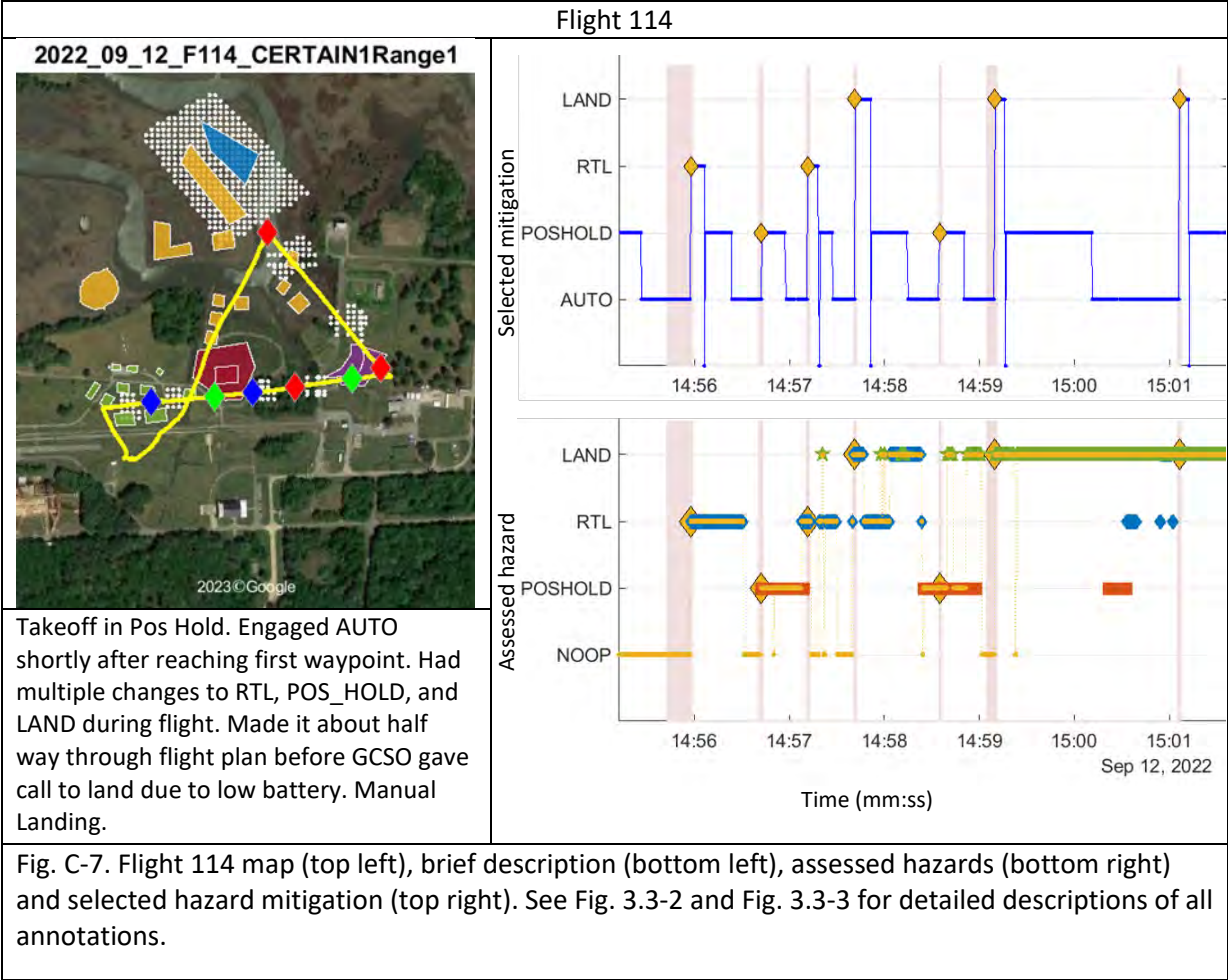 Flight 114
2022_09_12_F114_CERTAIN1Range1
2023©Google
Takeoff in Pos Hold. Engaged AUTO
shortly after reaching first waypoint. Had
multiple changes to RTL, POS_HOLD, and
LAND during flight. Made it about half
way through flight plan before GCSO gave
call to land due to low battery. Manual
Landing.
Selected mitigation
LAND
RTL
POSHOLD
AUTO
14:56 14:57 14:58 14:59 15:00 15:01
Assessed hazard
LAND
RTL
POSHOLD
NOOP
14:56 14:57 14:58 14:59 15:00 15:01
Sep 12, 2022
Time (mm:ss)
Fig. C-7. Flight 114 map (top left), brief description (bottom left), assessed hazards (bottom right)
and selected hazard mitigation (top right). See Fig. 3.3-2 and Fig. 3.3-3 for detailed descriptions of all
annotations.